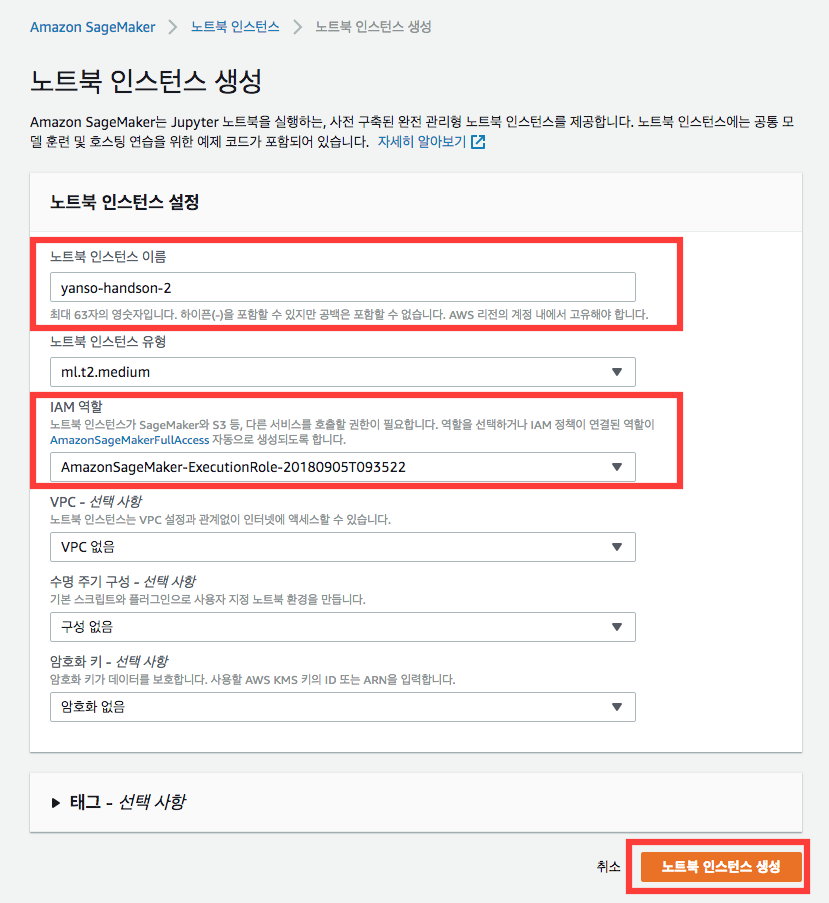 Amazon SageMaker > 노트북 인스턴스 > 노트북 인스턴스 생성
노트북 인스턴스 생성
Amazon SageMaker는 Jupyter 노트북을 실행하는, 사전 구축된 완전 관리형 노트북 인스턴스를 제공합니다. 노트북 인스턴스에는 공통 모
델 훈련 및 호스팅 연습을 위한 예제 코드가 포함되어 있습니다. 자세히 알아보기
노트북 인스턴스 설정
노트북 인스턴스 이름
yanso-handson-2
최대 63자의 영숫자입니다. 하이픈(-)을 포함할 수 있지만 공백은 포함할 수 없습니다. AWS 리전의 계정 내에서 고유해야 합니다.
노트북 인스턴스 유형
ml.t2.medium
IAM 역할
노트북 인스턴스가 SageMaker와 S3 등, 다른 서비스를 호출할 권한이 필요합니다. 역할을 선택하거나 IAM 정책이 연결된 역할이
AmazonSageMakerFullAccess 자동으로 생성되도록 합니다.
AmazonSageMaker-ExecutionRole-20180905T093522
VPC - 선택 사항
노트북 인스턴스는 VPC 설정과 관계없이 인터넷에 액세스할 수 있습니다.
VPC 없음
수명 주기 구성 - 선택 사항
기본 스크립트와 플러그인으로 사용자 지정 노트북 환경을 만듭니다.
구성 없음
암호화 키 - 선택 사항
암호화 키가 데이터를 보호합니다. 사용할 AWS KMS 키의 ID 또는 ARN을 입력합니다.
암호화 없음
태그 - 선택 사항
취소 노트북 인스턴스 생성